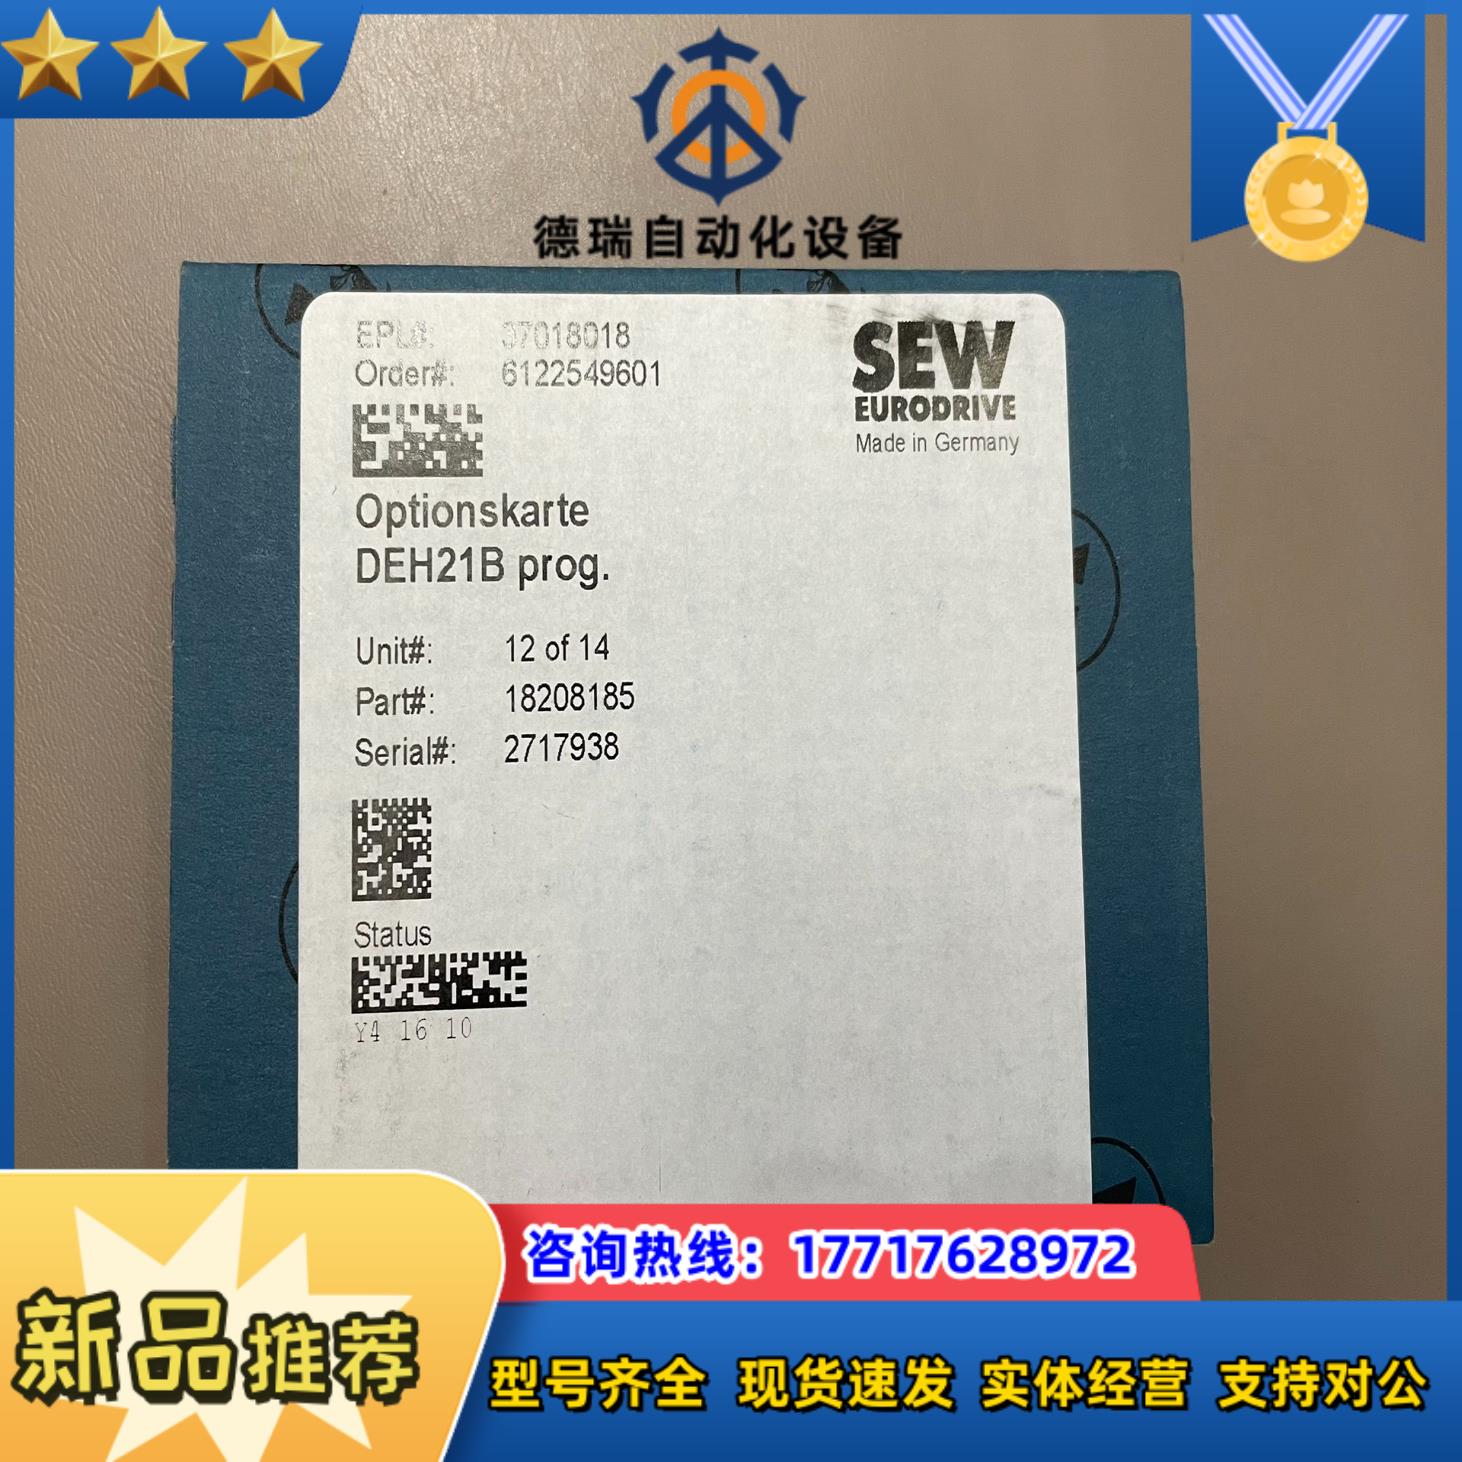 德瑞自动化设备
EPL#: 37018018
Order#: 6122549601
SEW
EURODRIVE
Made in Germany
Optionskarte
DEH21B prog.
Unit#: 12 of 14
Part#: 18208185
Serial#: 2717938
Status
Y4 16 10
咨询热线：17717628972
新品推荐
型号齐全 现货速发 实体经营 支持对公